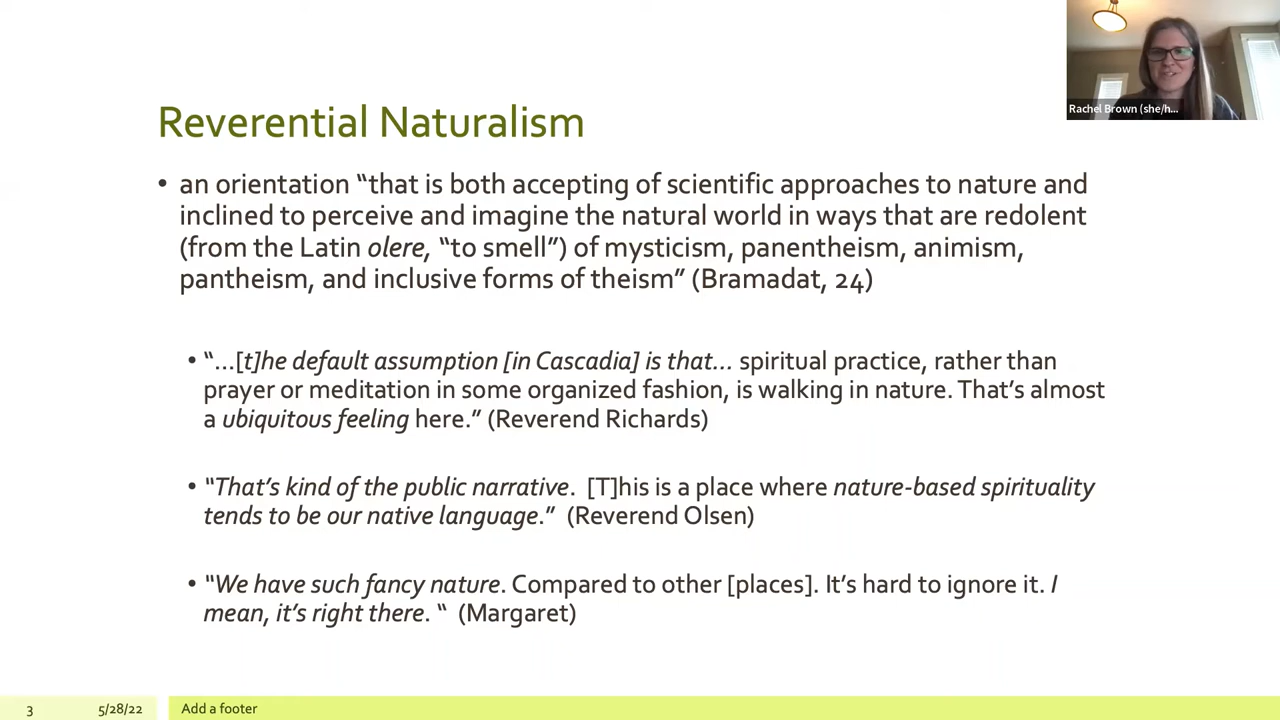 Rachel Brown (she/h...
Reverential Naturalism
• an orientation “that is both accepting of scientific approaches to nature and
inclined to perceive and imagine the natural world in ways that are redolent
(from the Latin olere, “to smell”) of mysticism, panentheism, animism,
pantheism, and inclusive forms of theism” (Bramadat, 24)
• “...[t]he default assumption [in Cascadia] is that... spiritual practice, rather than
prayer or meditation in some organized fashion, is walking in nature. That’s almost
a ubiquitous feeling here.” (Reverend Richards)
• “That’s kind of the public narrative. [T]his is a place where nature-based spirituality
tends to be our native language.” (Reverend Olsen)
• “We have such fancy nature. Compared to other [places]. It’s hard to ignore it. I
mean, it’s right there. “ (Margaret)
3 5/28/22 Add a footer